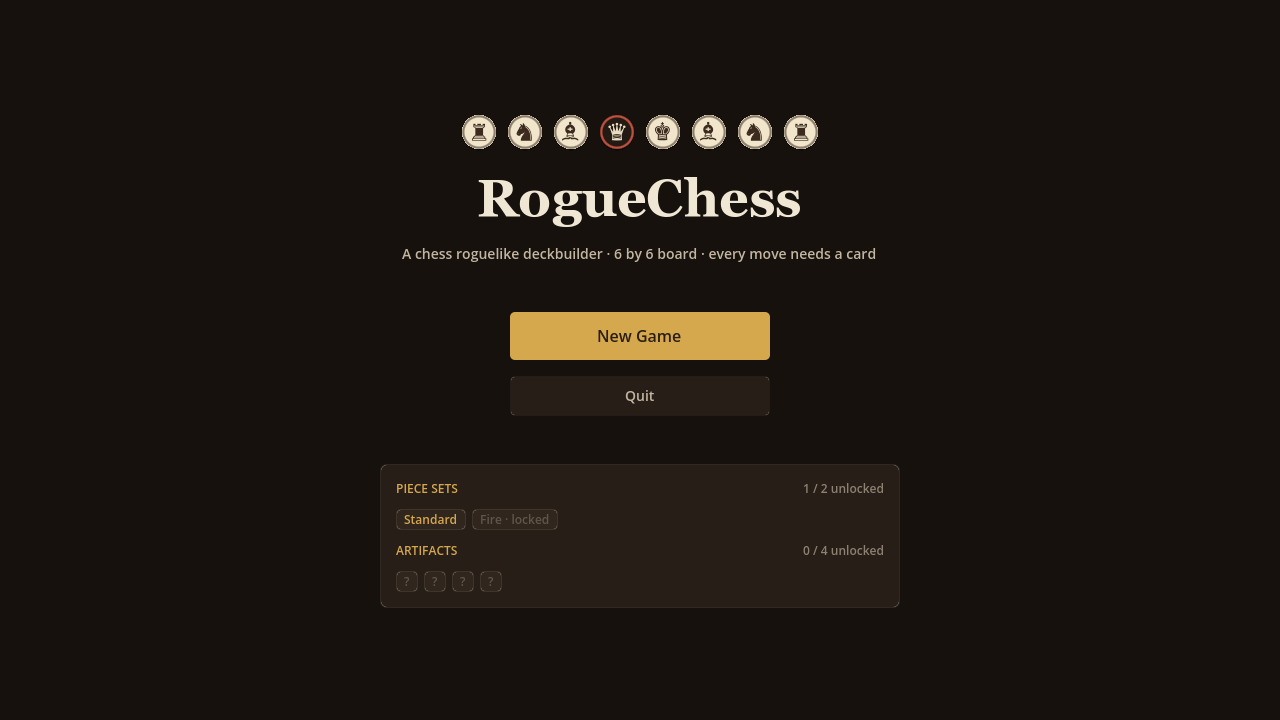 RogueChess
A chess roguelike deckbuilder · 6 by 6 board · every move needs a card
New Game
Quit
PIECE SETS 1 / 2 unlocked
Standard Fire · locked
ARTIFACTS 0 / 4 unlocked
? ? ? ?